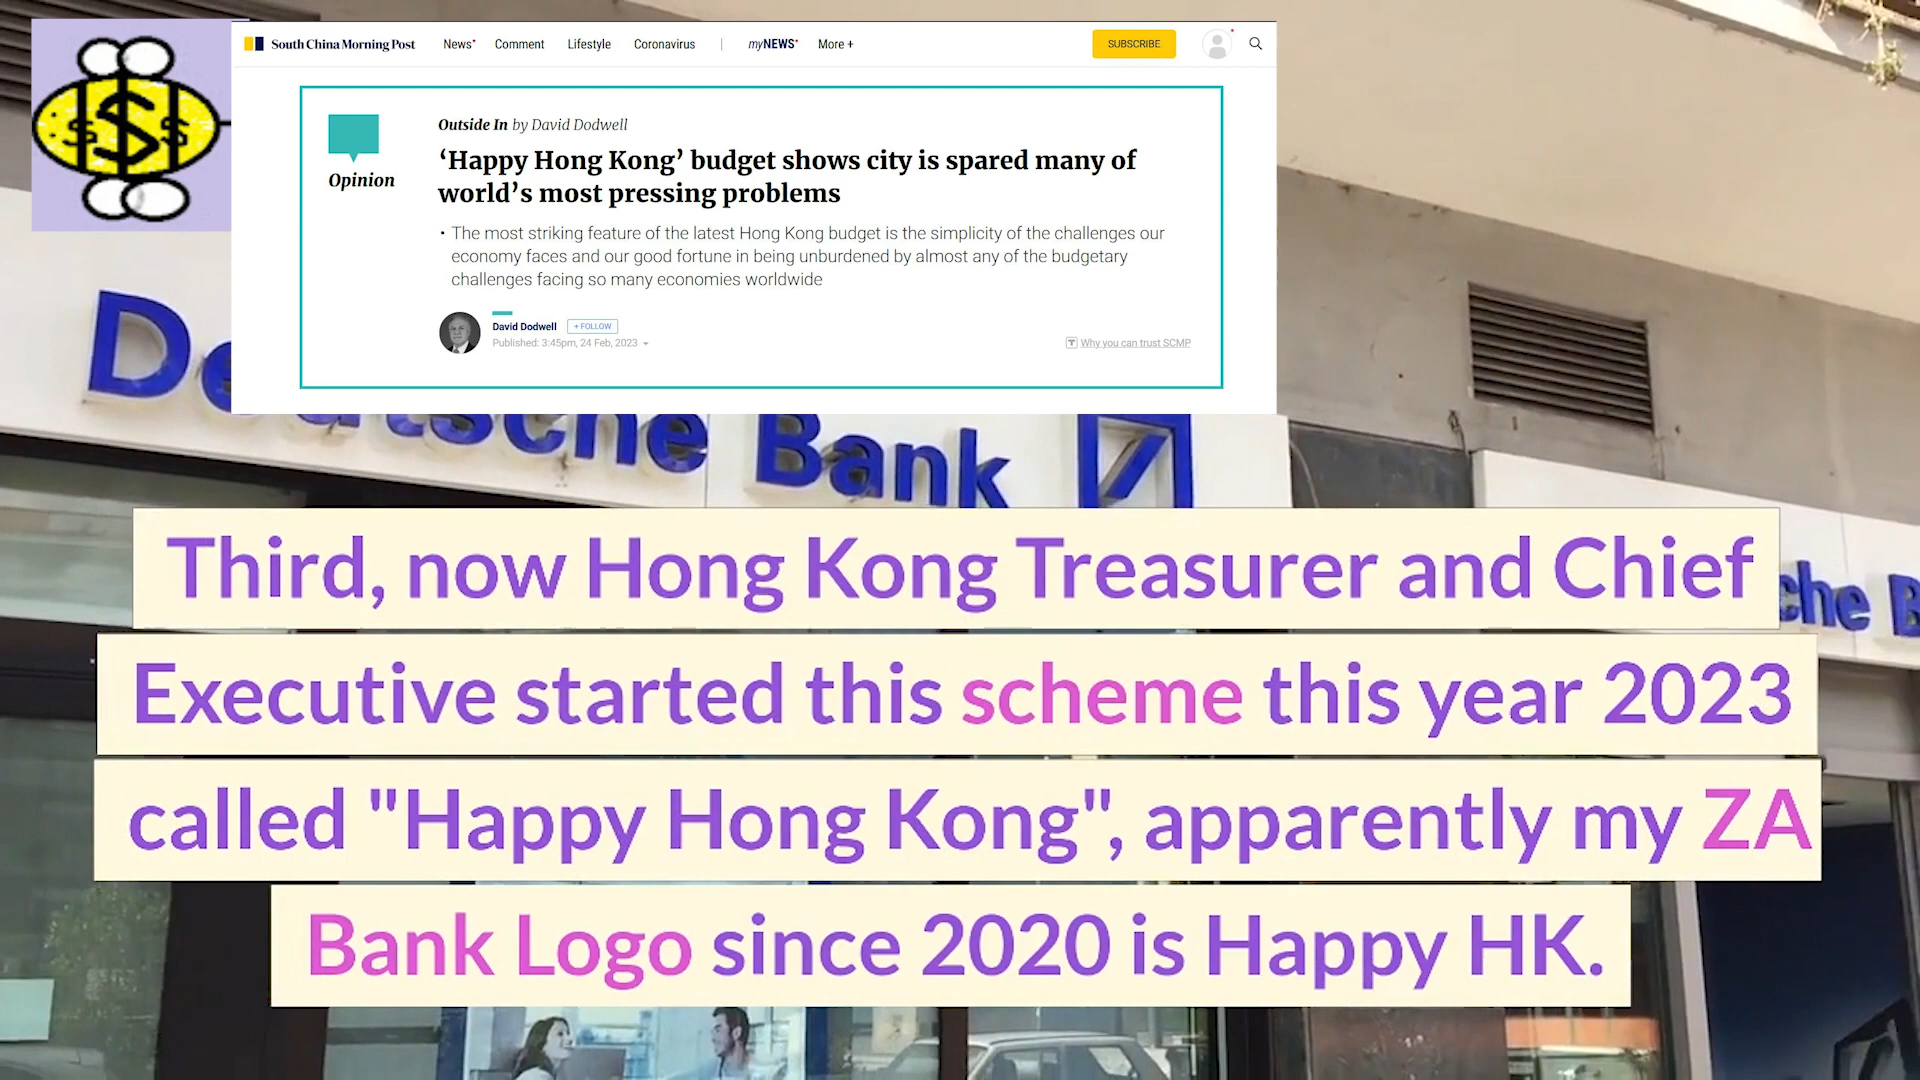 $ $ $
South China Morning Post News Comment Lifestyle Coronavirus | myNEWS More + SUBSCRIBE
Outside In by David Dodwell
‘Happy Hong Kong’ budget shows city is spared many of
world’s most pressing problems
Opinion
• The most striking feature of the latest Hong Kong budget is the simplicity of the challenges our
economy faces and our good fortune in being unburdened by almost any of the budgetary
challenges facing so many economies worldwide
David Dodwell + FOLLOW
Published: 3:45pm, 24 Feb, 2023
Why you can trust SCMP
Deutsche Bank
Third, now Hong Kong Treasurer and Chief
che B
Executive started this scheme this year 2023
called "Happy Hong Kong", apparently my ZA
Bank Logo since 2020 is Happy HK.